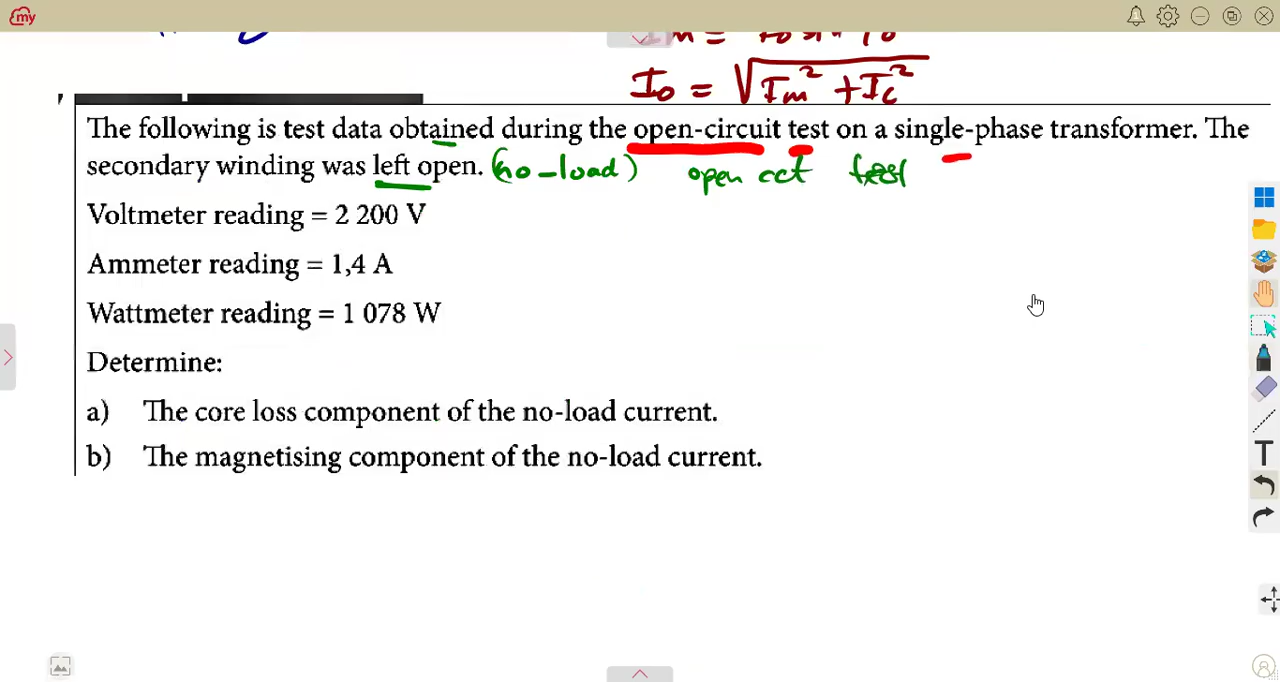 my
I₀ = √Im² + Ic²
The following is test data obtained during the open-circuit test on a single-phase transformer. The
secondary winding was left open. (no-load) open cct test
Voltmeter reading = 2 200 V
Ammeter reading = 1,4 A
Wattmeter reading = 1 078 W
Determine:
a) The core loss component of the no-load current.
b) The magnetising component of the no-load current.
T